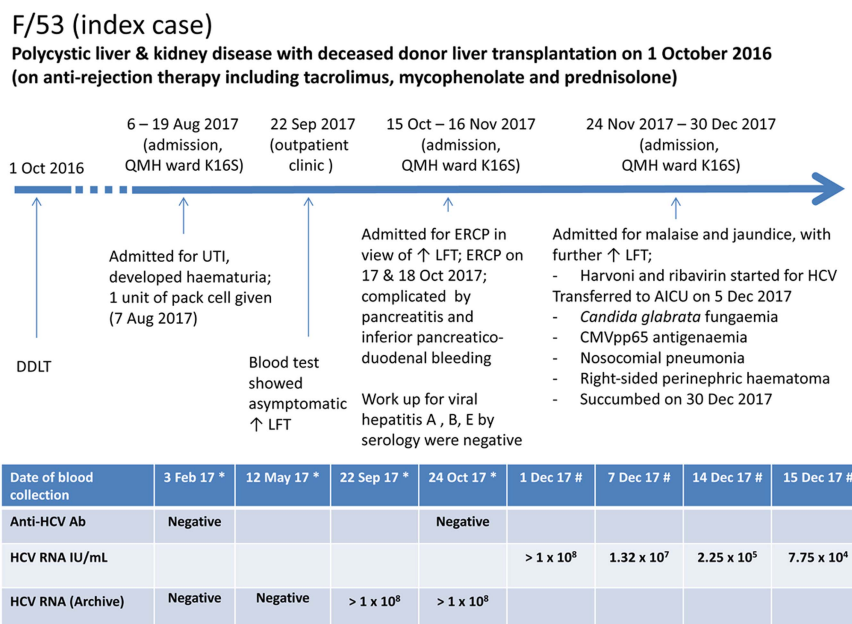 F/53 (index case)
Polycystic liver & kidney disease with deceased donor liver transplantation on 1 October 2016
(on anti-rejection therapy including tacrolimus, mycophenolate and prednisolone)
1 Oct 2016
6 – 19 Aug 2017
(admission,
QMH ward K16S)
22 Sep 2017
(outpatient
clinic )
15 Oct – 16 Nov 2017
(admission,
QMH ward K16S)
24 Nov 2017 – 30 Dec 2017
(admission,
QMH ward K16S)
DDLT
Admitted for UTI,
developed haematuria;
1 unit of pack cell given
(7 Aug 2017)
Blood test
showed
asymptomatic
↑ LFT
Admitted for ERCP in
view of ↑ LFT; ERCP on
17 & 18 Oct 2017;
complicated by
pancreatitis and
inferior pancreatico-
duodenal bleeding
Work up for viral
hepatitis A , B, E by
serology were negative
Admitted for malaise and jaundice, with
further ↑ LFT;
- Harvoni and ribavirin started for HCV
Transferred to AICU on 5 Dec 2017
- Candida glabrata fungaemia
- CMVpp65 antigenaemia
- Nosocomial pneumonia
- Right-sided perinephric haematoma
- Succumbed on 30 Dec 2017
Date of blood
collection
3 Feb 17 * 12 May 17 * 22 Sep 17 * 24 Oct 17 * 1 Dec 17 # 7 Dec 17 # 14 Dec 17 # 15 Dec 17 #
Anti-HCV Ab Negative Negative
HCV RNA IU/mL > 1 x 10⁸ 1.32 x 10⁷ 2.25 x 10⁵ 7.75 x 10⁴
HCV RNA (Archive) Negative Negative > 1 x 10⁸ > 1 x 10⁸